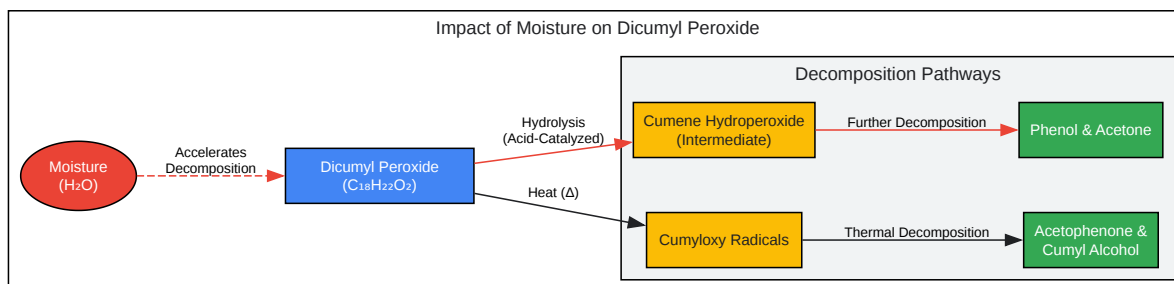 Impact of Moisture on Dicumyl Peroxide
Decomposition Pathways
Moisture
(H₂O)
Accelerates
Decomposition
Dicumyl Peroxide
(C₁₈H₂₂O₂)
Hydrolysis
(Acid-Catalyzed)
Cumene Hydroperoxide
(Intermediate)
Further Decomposition
Phenol & Acetone
Heat (Δ)
Cumyloxy Radicals
Thermal Decomposition
Acetophenone &
Cumyl Alcohol